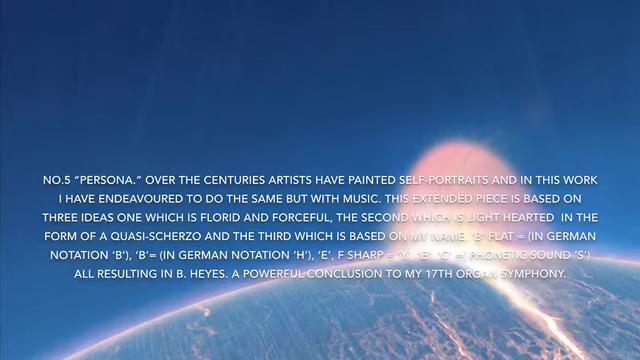 NO.5 "PERSONA." OVER THE CENTURIES ARTISTS HAVE PAINTED SELF-PORTRAITS AND IN THIS WORK
I HAVE ENDEAVOURED TO DO THE SAME BUT WITH MUSIC. THIS EXTENDED PIECE IS BASED ON
THREE IDEAS ONE WHICH IS FLORID AND FORCEFUL, THE SECOND WHICH IS LIGHT HEARTED IN THE
FORM OF A QUASI-SCHERZO AND THE THIRD WHICH IS BASED ON MY NAME. 'B' FLAT = (IN GERMAN
NOTATION 'B'), 'B'= (IN GERMAN NOTATION 'H'), 'E', F SHARP = 'Y', 'E', 'C' =( PHONETIC SOUND 'S')
ALL RESULTING IN B. HEYES. A POWERFUL CONCLUSION TO MY 17TH ORGAN SYMPHONY.